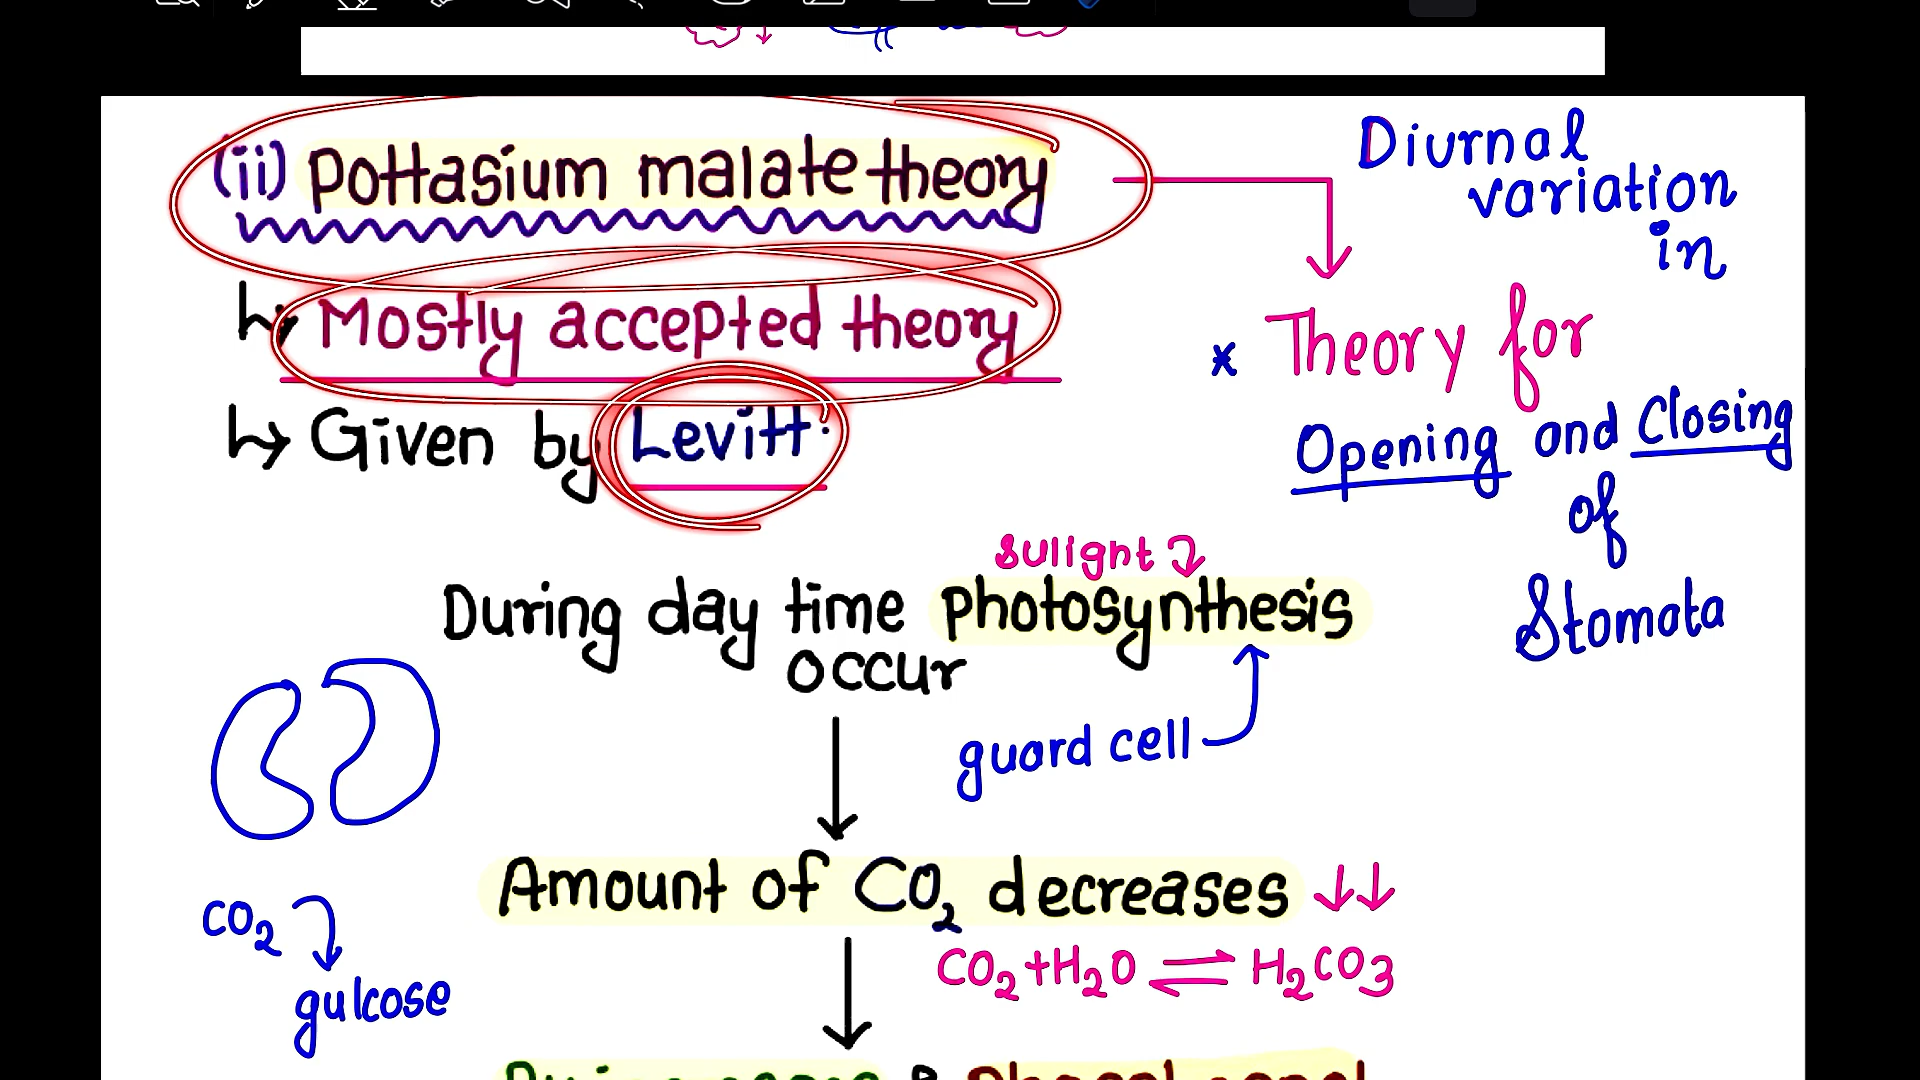 (ii) Pottasium malate theory
Mostly accepted theory
Given by Levitt.
Diurnal
variation
in
* Theory for
Opening and Closing
of
Stomata
sulignt
During day time photosynthesis
occur
guard cell
Amount of CO₂ decreases ↓↓
CO₂+H₂O ⇌ H₂CO₃
CO₂
gulcose